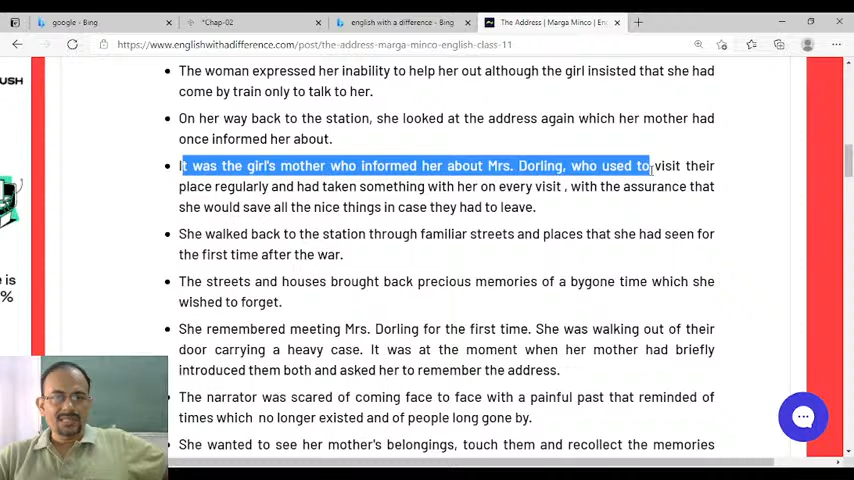 google - Bing
*Chap-02
english with a difference - Bing
The Address | Marga Minco | En
https://www.englishwithadifference.com/post/the-address-marga-minco-english-class-11
RUSH
The woman expressed her inability to help her out although the girl insisted that she had
come by train only to talk to her.
On her way back to the station, she looked at the address again which her mother had
once informed her about.
It was the girl's mother who informed her about Mrs. Dorling, who used to visit their
place regularly and had taken something with her on every visit , with the assurance that
she would save all the nice things in case they had to leave.
She walked back to the station through familiar streets and places that she had seen for
the first time after the war.
e is
%
The streets and houses brought back precious memories of a bygone time which she
wished to forget.
She remembered meeting Mrs. Dorling for the first time. She was walking out of their
door carrying a heavy case. It was at the moment when her mother had briefly
introduced them both and asked her to remember the address.
The narrator was scared of coming face to face with a painful past that reminded of
times which no longer existed and of people long gone by.
She wanted to see her mother's belongings, touch them and recollect the memories